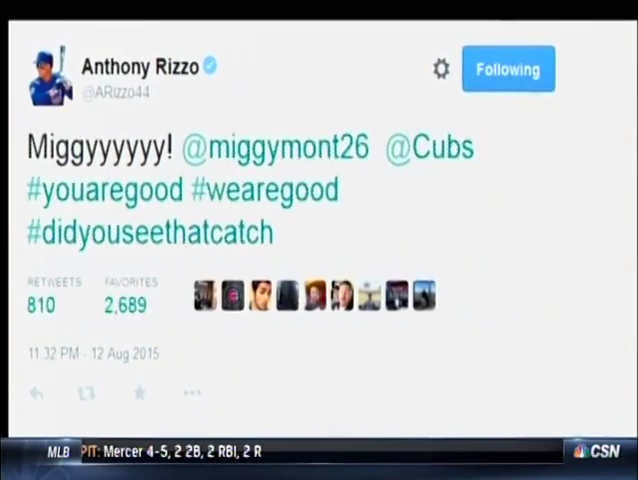 Anthony Rizzo
Following
@ARizzo44
Miggyyyyyy! @miggymont26 @Cubs
#youaregood #wearegood
#didyouseethatcatch
RETWEETS FAVORITES
810 2,689
11:32 PM - 12 Aug 2015
MLB PIT: Mercer 4-5, 2 2B, 2 RBI, 2 R CSN